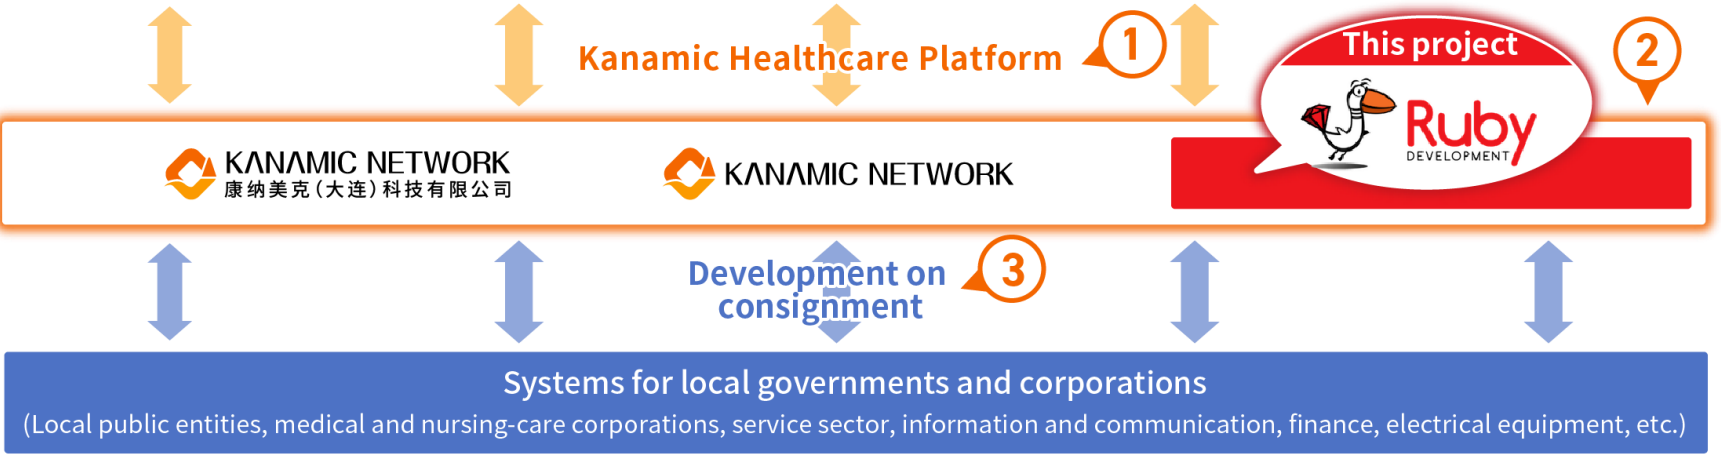 Kanamic Healthcare Platform
1
This project
2
Ruby
DEVELOPMENT
KANAMIC NETWORK
康纳美克(大连)科技有限公司
KANAMIC NETWORK
Development on
consignment
3
Systems for local governments and corporations
(Local public entities, medical and nursing-care corporations, service sector, information and communication, finance, electrical equipment, etc.)